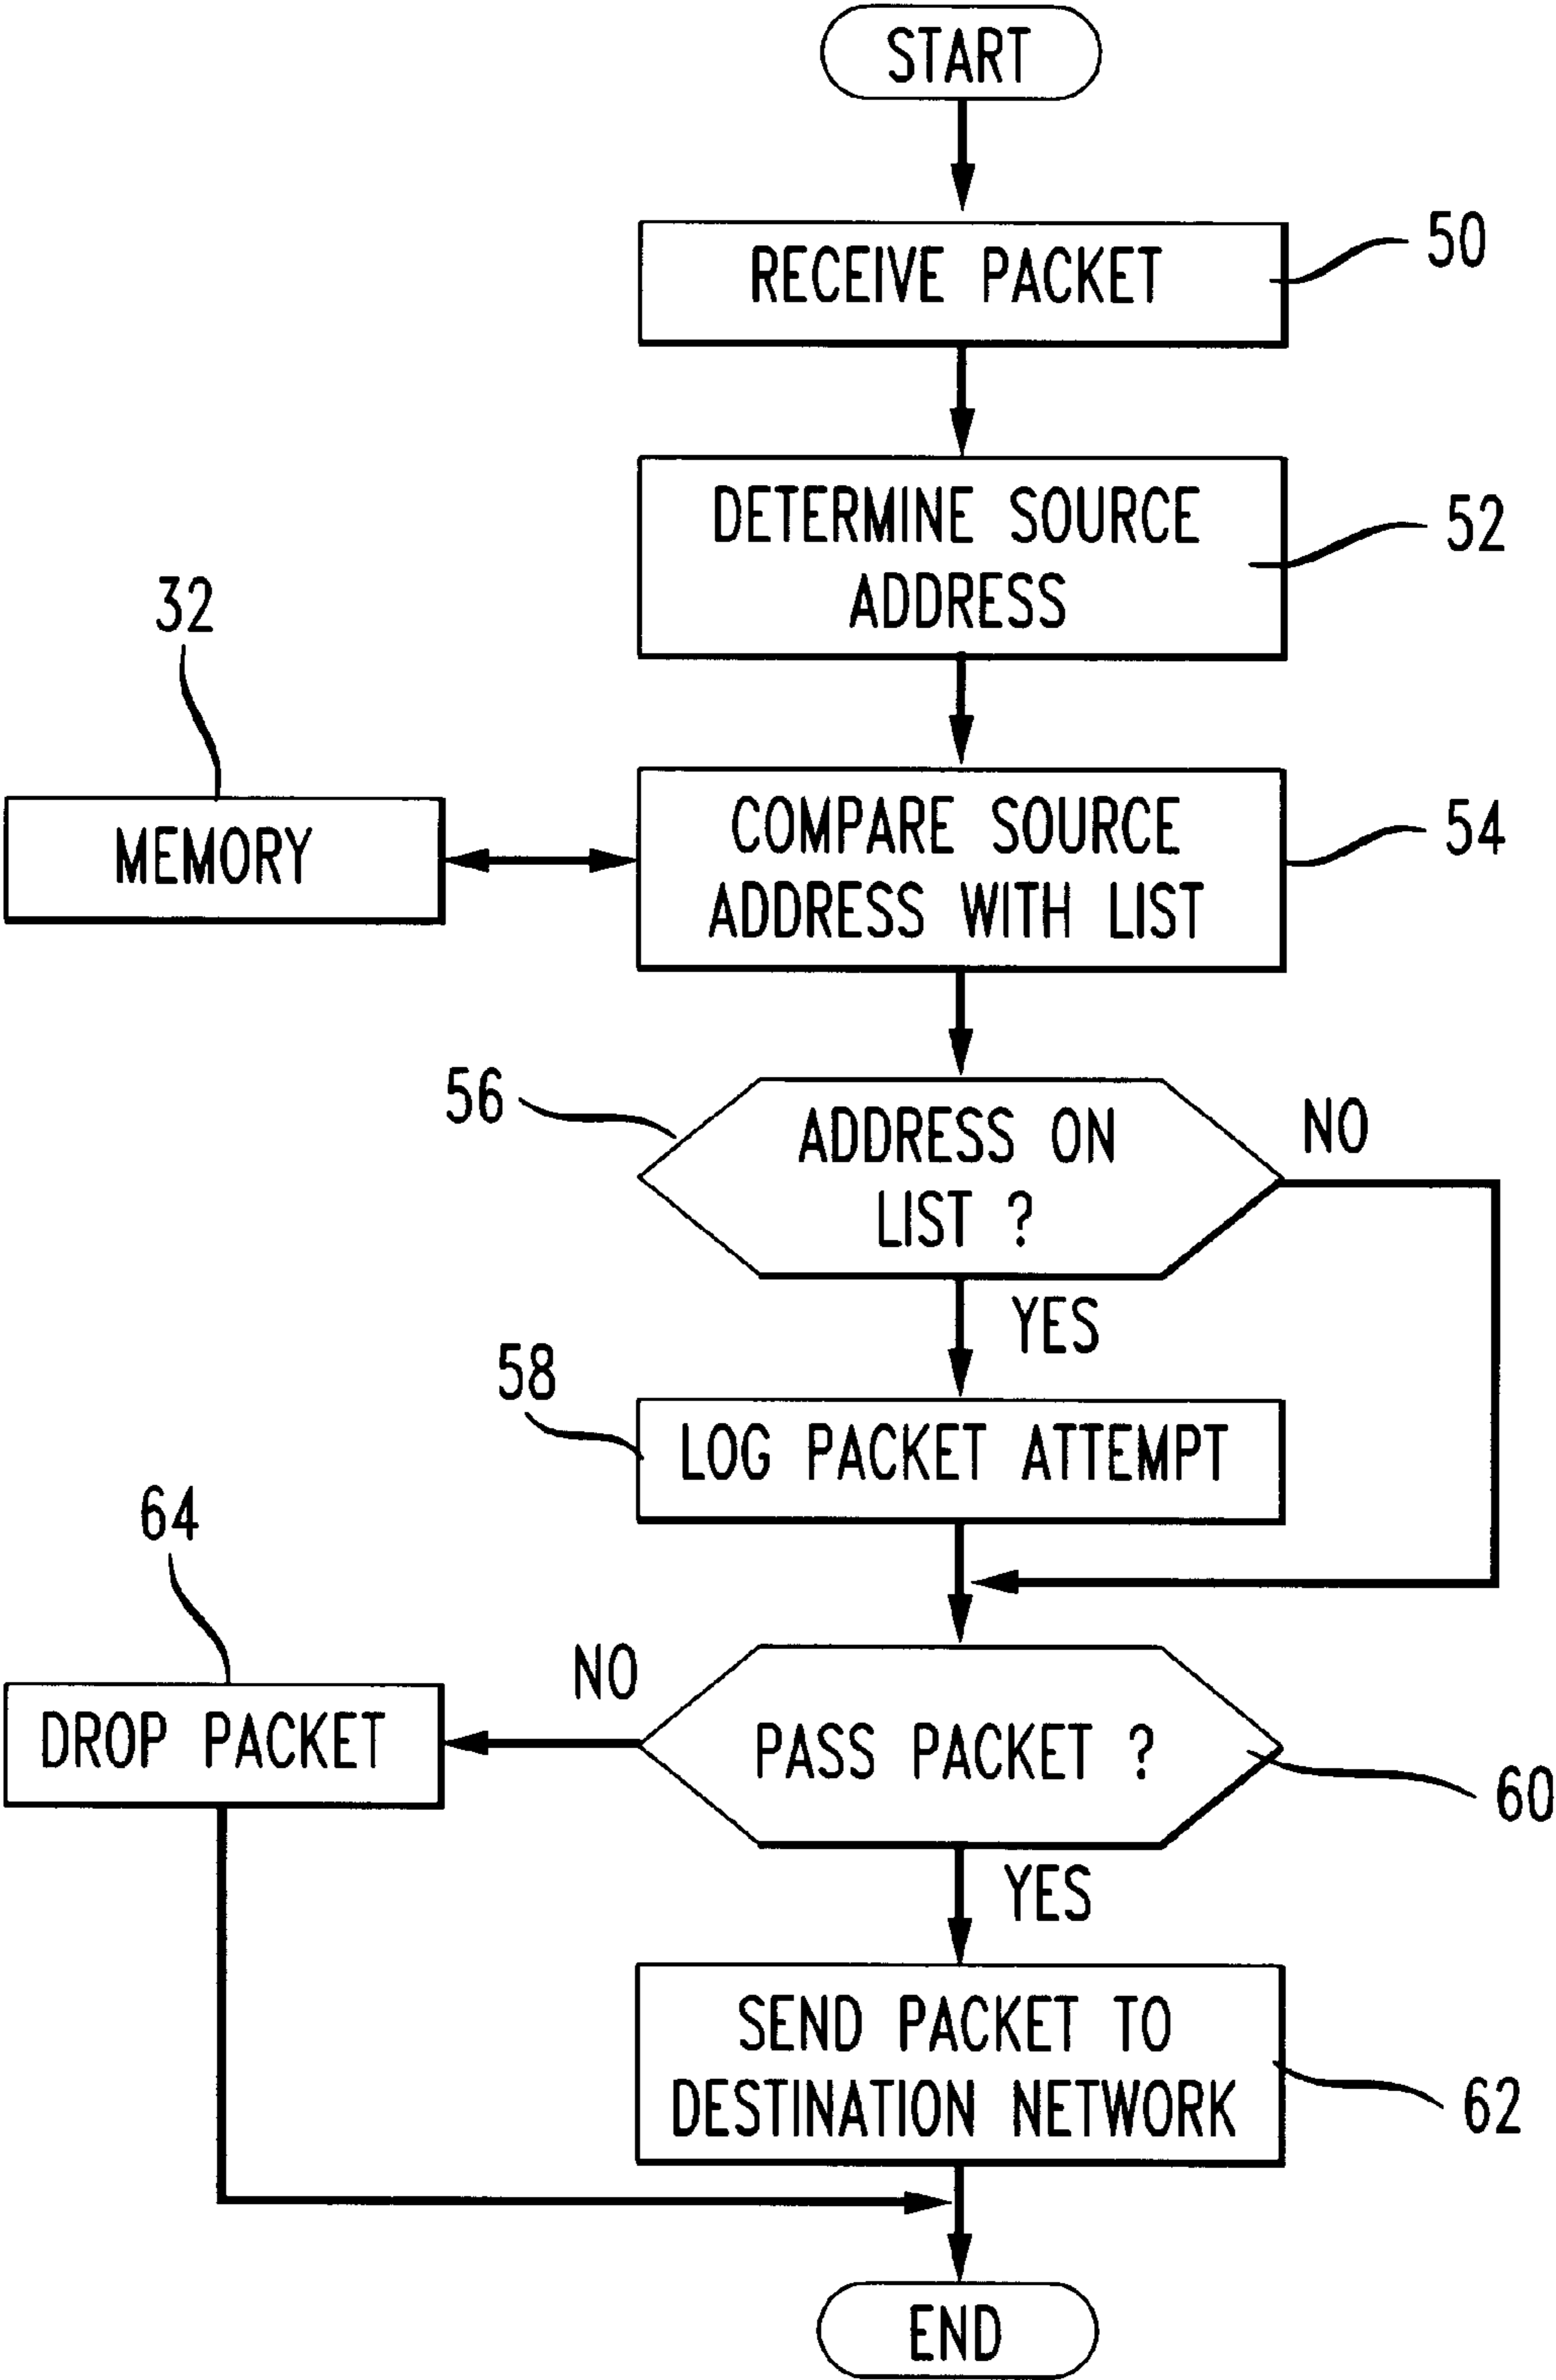 START
RECEIVE PACKET
50
DETERMINE SOURCE
ADDRESS
52
32
MEMORY
COMPARE SOURCE
ADDRESS WITH LIST
54
56
ADDRESS ON
LIST ?
NO
YES
58
LOG PACKET ATTEMPT
64
NO
DROP PACKET
PASS PACKET ?
60
YES
SEND PACKET TO
DESTINATION NETWORK
62
END